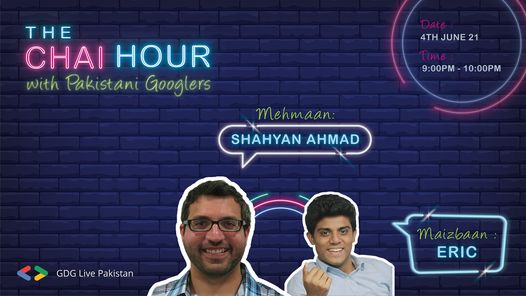 THE
CHAI HOUR
with Pakistani Googlers
Date :
4TH JUNE 21
Time :
9:00PM - 10:00PM
Mehmaan:
SHAHYAN AHMAD
Maizbaan :
ERIC
GDG Live Pakistan